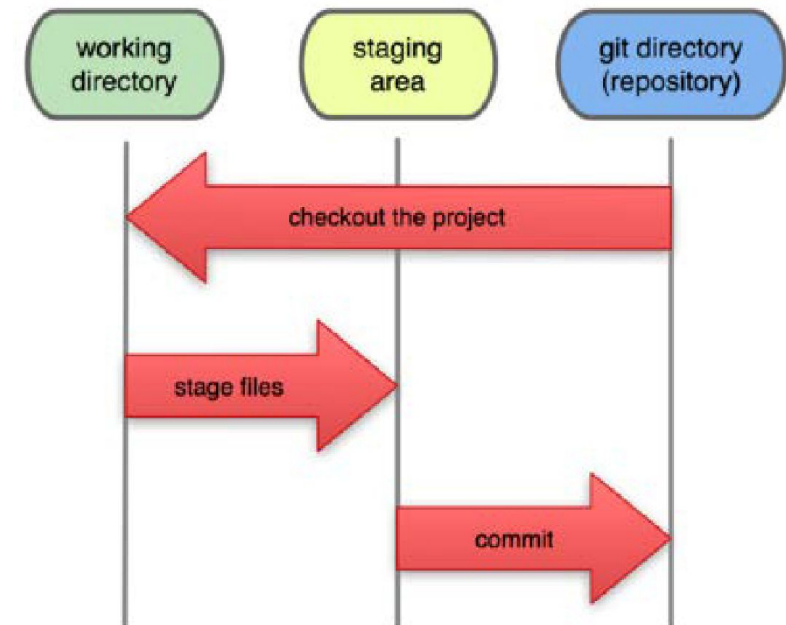 working
directory
staging
area
git directory
(repository)
checkout the project
stage files
commit